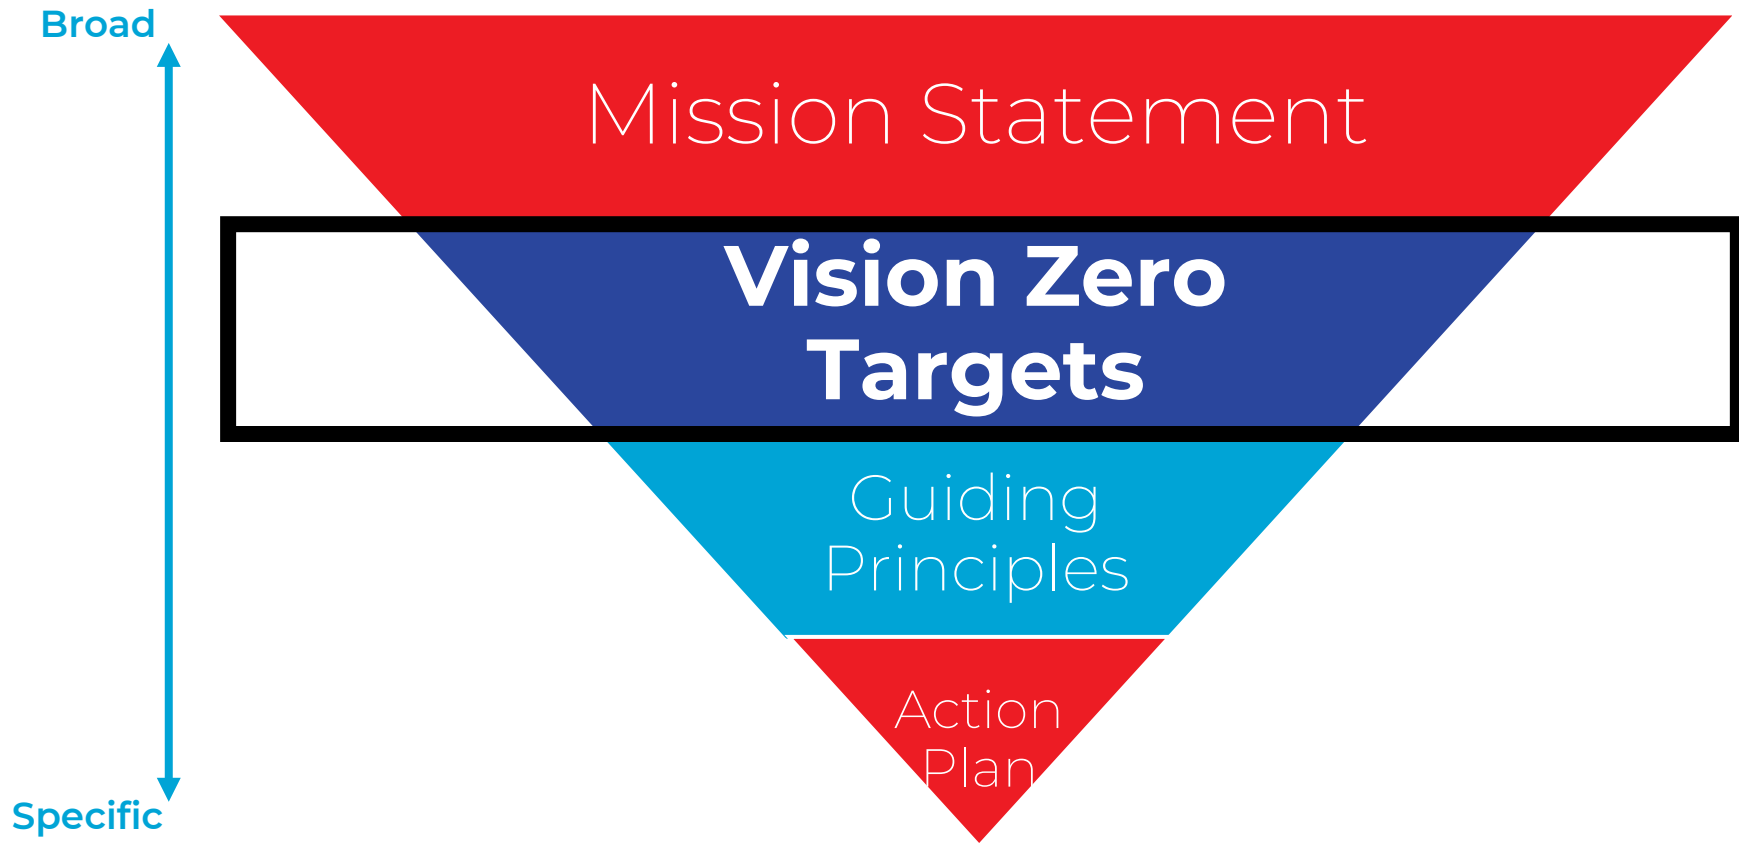 Broad
Mission Statement
Vision Zero
Targets
Guiding
Principles
Action
Plan
Specific